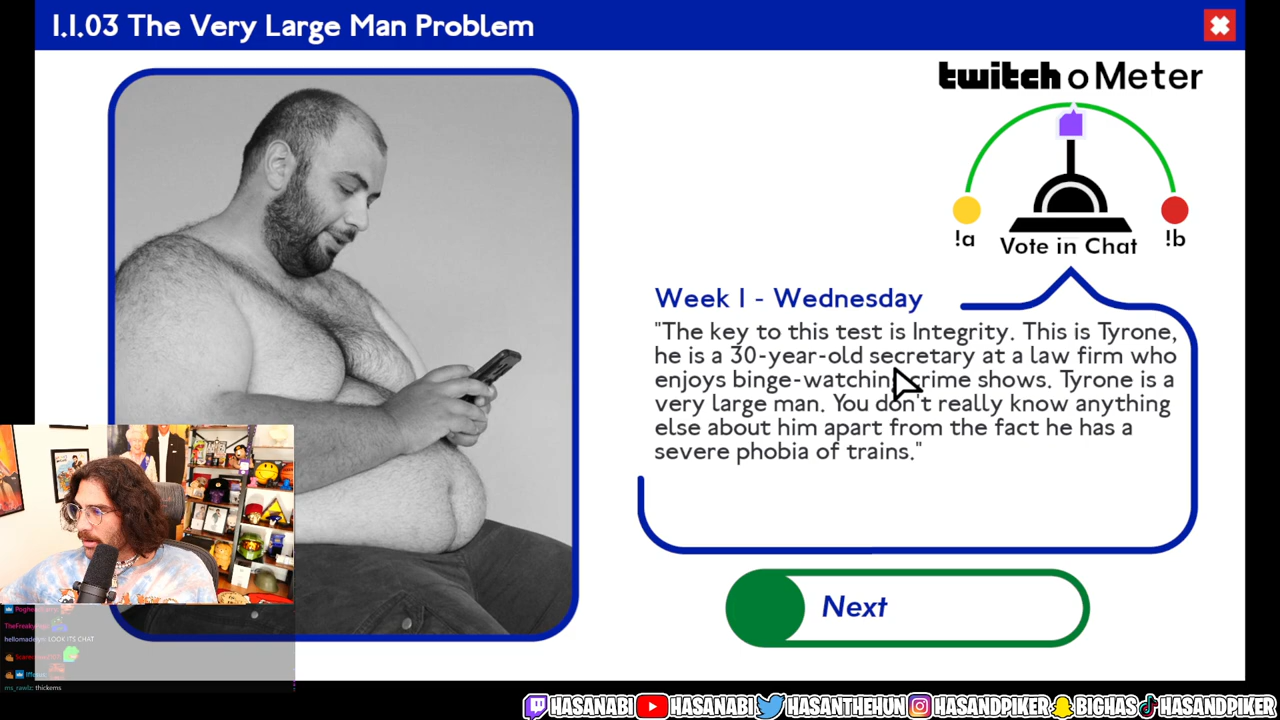 1.1.03 The Very Large Man Problem
twitch o Meter
!a
Vote in Chat
!b
Week 1 - Wednesday
"The key to this test is Integrity. This is Tyrone,
he is a 30-year-old secretary at a law firm who
enjoys binge-watching crime shows. Tyrone is a
very large man. You don't really know anything
else about him apart from the fact he has a
severe phobia of trains."
Next
hellomadelyn: LOOK ITS CHAT
ms_rawlz: thickems
HASANABI
HASANABI
HASANTHEHUN
HASANDPIKER
BIGHAS
HASANDPIKER